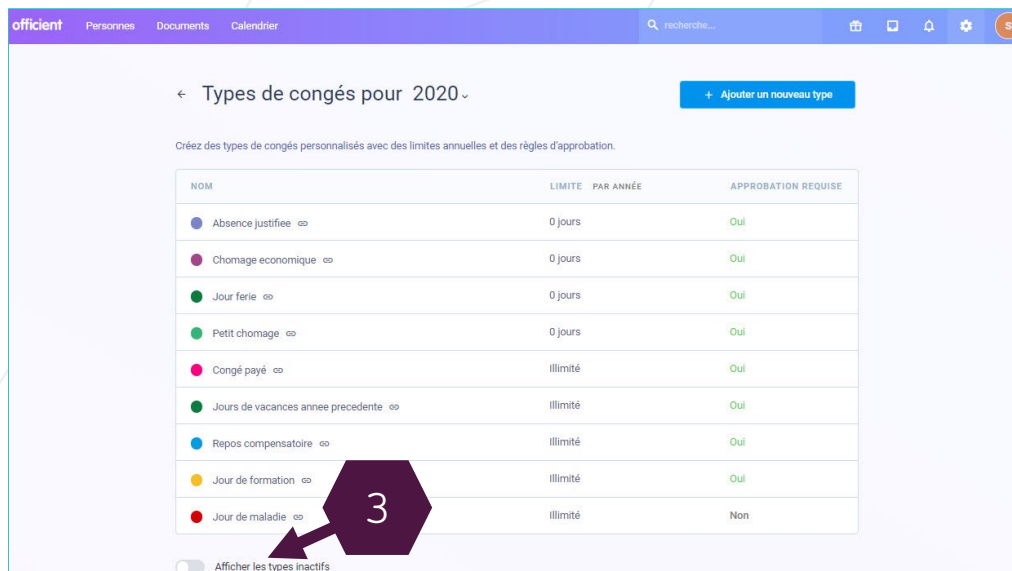 officient Personnes Documents Calendrier recherche... S
← Types de congés pour 2020
+ Ajouter un nouveau type
Créez des types de congés personnalisés avec des limites annuelles et des règles d'approbation.
NOM LIMITE PAR ANNÉE APPROBATION REQUISE
Absence justifiee 0 jours Oui
Chomage economique 0 jours Oui
Jour ferie 0 jours Oui
Petit chomage 0 jours Oui
Congé payé Illimité Oui
Jours de vacances annee precedente Illimité Oui
Repos compensatoire Illimité Oui
Jour de formation Illimité Oui
Jour de maladie Illimité Non
3
Afficher les types inactifs